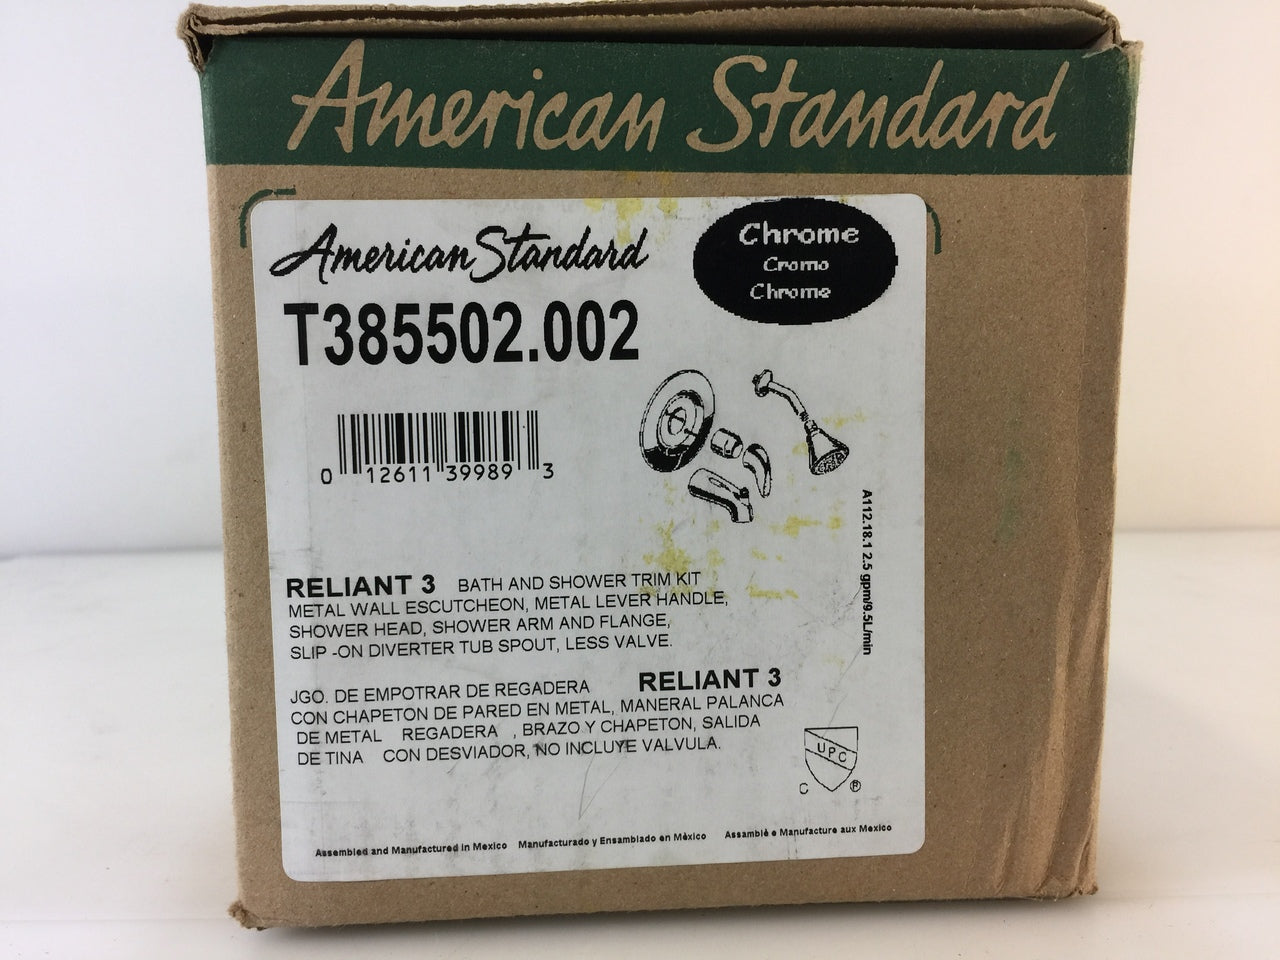 American Standard
American Standard
Chrome
Cromo
Chrome
T385502.002
0 12611 39989 3
A112.18.1 2.5 gpm/9.5L/min
RELIANT 3 BATH AND SHOWER TRIM KIT
METAL WALL ESCUTCHEON, METAL LEVER HANDLE,
SHOWER HEAD, SHOWER ARM AND FLANGE,
SLIP -ON DIVERTER TUB SPOUT, LESS VALVE.
JGO. DE EMPOTRAR DE REGADERA RELIANT 3
CON CHAPETON DE PARED EN METAL, MANERAL PALANCA
DE METAL REGADERA , BRAZO Y CHAPETON, SALIDA
DE TINA CON DESVIADOR, NO INCLUYE VALVULA.
UPC
C ®
Assembled and Manufactured in Mexico Manufacturado y Ensamblado en Mèxico Assamblè e Manufacture aux Mexico